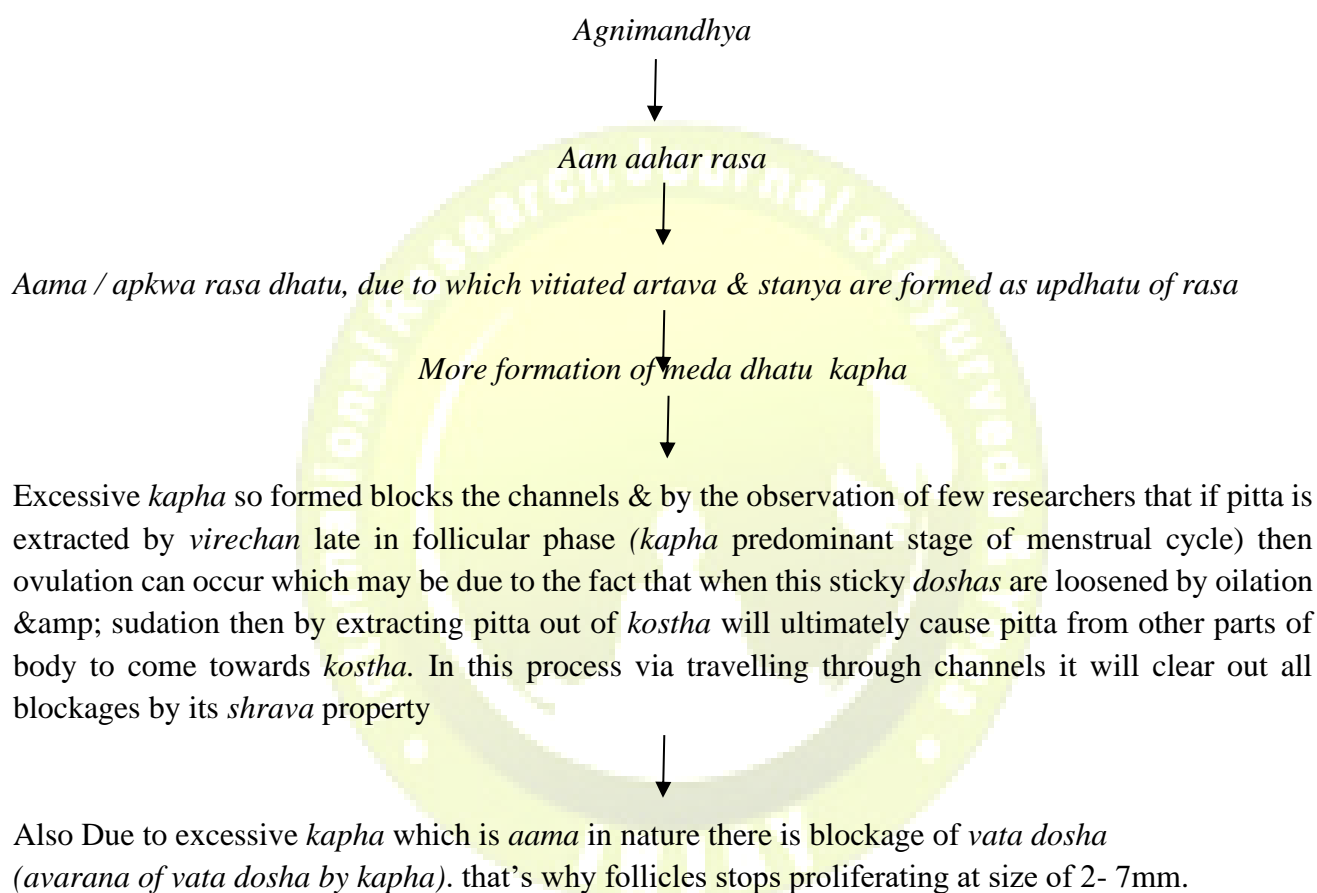 Agnimandhya
Aam aahar rasa
Aama / apkwa rasa dhatu, due to which vitiated artava & stanya are formed as updhatu of rasa
More formation of meda dhatu kapha
Excessive kapha so formed blocks the channels & by the observation of few researchers that if pitta is
extracted by virechan late in follicular phase (kapha predominant stage of menstrual cycle) then
ovulation can occur which may be due to the fact that when this sticky doshas are loosened by oilation
&amp; sudation then by extracting pitta out of kostha will ultimately cause pitta from other parts of
body to come towards kostha. In this process via travelling through channels it will clear out all
blockages by its shrava property
Also Due to excessive kapha which is aama in nature there is blockage of vata dosha
(avarana of vata dosha by kapha). that’s why follicles stops proliferating at size of 2- 7mm.